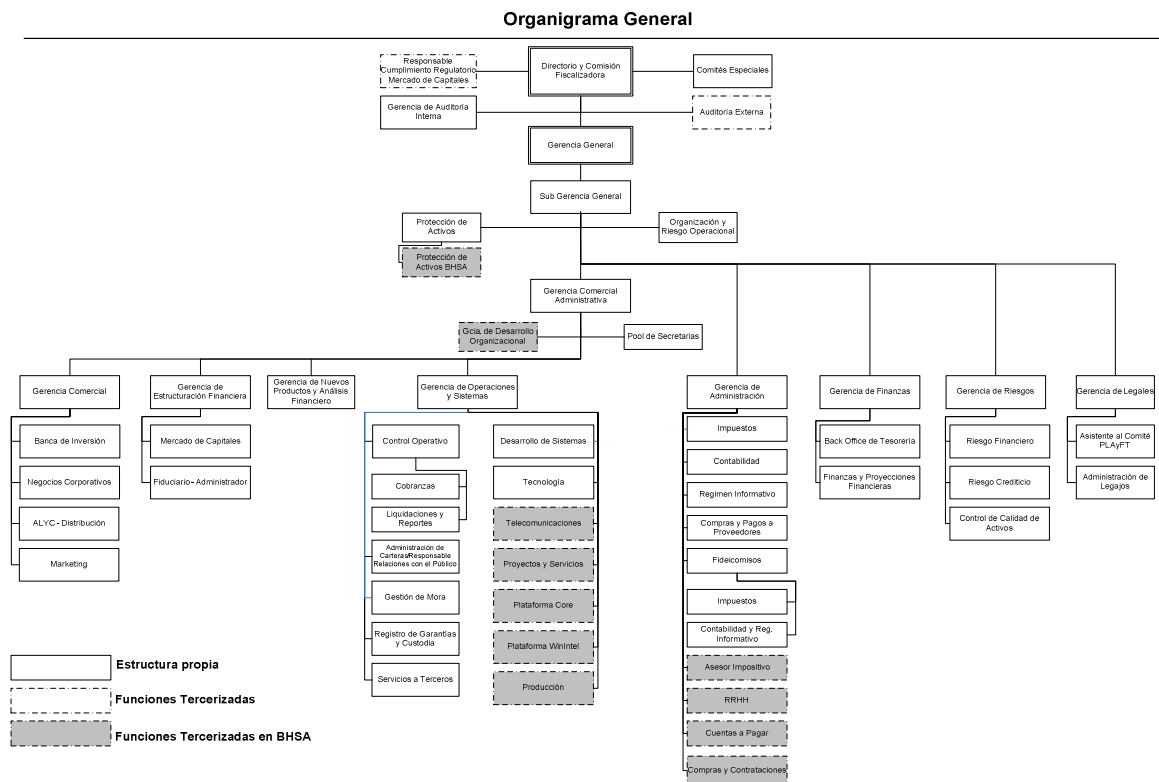 Organigrama General
Responsable
Cumplimiento Regulatorio
Mercado de Capitales
Directorio y Comisión
Fiscalizadora
Comités Especiales
Gerencia de Auditoría
Interna
Auditoría Externa
Gerencia General
Sub Gerencia General
Protección de
Activos
Organización y
Riesgo Operacional
Protección de
Activos BHSA
Gerencia Comercial
Administrativa
Gcia. de Desarrollo
Organizacional
Pool de Secretarías
Gerencia Comercial
Gerencia de
Estructuración Financiera
Gerencia de Nuevos
Productos y Análisis
Financiero
Gerencia de Operaciones
y Sistemas
Gerencia de
Administración
Gerencia de Finanzas
Gerencia de Riesgos
Gerencia de Legales
Banca de Inversión
Negocios Corporativos
ALYC - Distribución
Marketing
Mercado de Capitales
Fiduciario - Administrador
Control Operativo
Cobranzas
Liquidaciones y
Reportes
Administración de
Carteras/Responsable
Relaciones con el Público
Gestión de Mora
Registro de Garantías
y Custodia
Servicios a Terceros
Desarrollo de Sistemas
Tecnología
Telecomunicaciones
Proyectos y Servicios
Plataforma Core
Plataforma WinIntel
Producción
Impuestos
Contabilidad
Regimen Informativo
Compras y Pagos a
Proveedores
Fideicomisos
Impuestos
Contabilidad y Reg.
Informativo
Asesor Impositivo
RRHH
Cuentas a Pagar
Compras y Contrataciones
Back Office de Tesorería
Finanzas y Proyecciones
Financieras
Riesgo Financiero
Riesgo Crediticio
Control de Calidad de
Activos
Asistente al Comité
PLAyFT
Administración de
Legajos
Estructura propia
Funciones Tercerizadas
Funciones Tercerizadas en BHSA